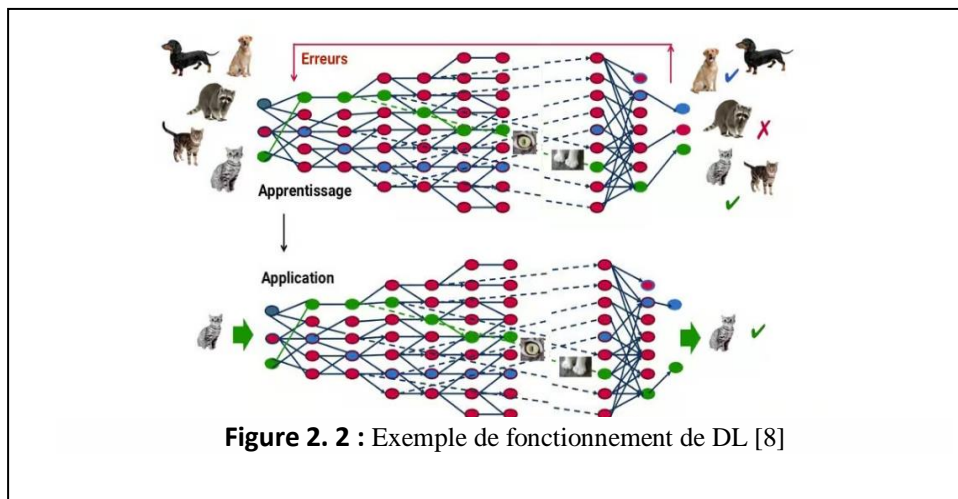 Erreurs
Apprentissage
Application
Figure 2. 2 : Exemple de fonctionnement de DL [8]